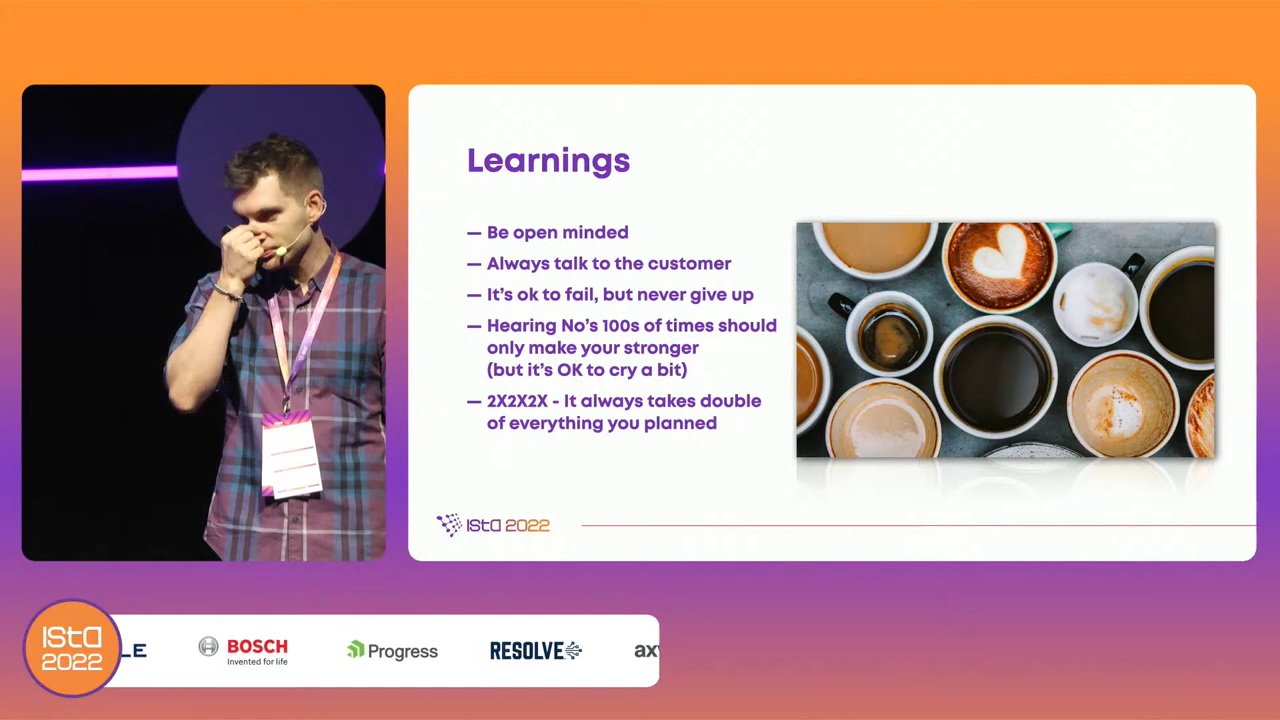 Learnings
— Be open minded
— Always talk to the customer
— It's ok to fail, but never give up
— Hearing No's 100s of times should
only make your stronger
(but it's OK to cry a bit)
— 2X2X2X - It always takes double
of everything you planned
ista 2022
ista
2022
LE
BOSCH
Invented for life
Progress
RESOLVE
ax